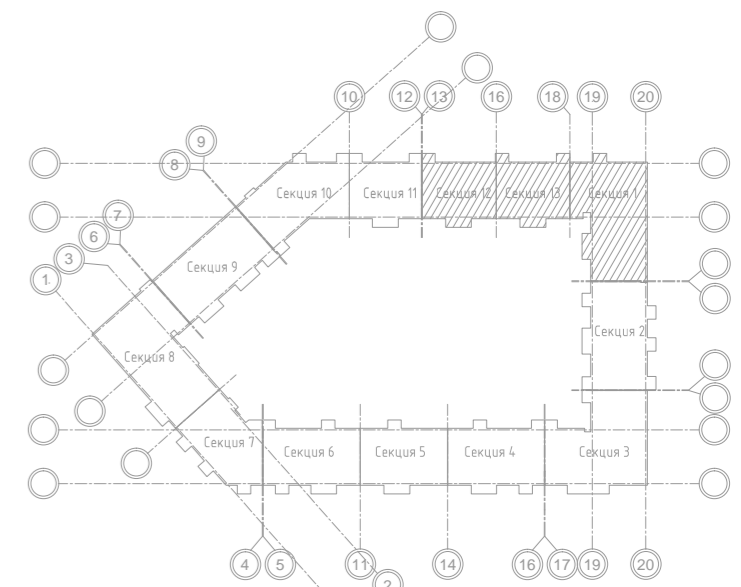 10
12
13
16
18
19
20
9
8
7
6
3
1
Секция 10
Секция 11
Секция 12
Секция 13
Секция 1
Секция 9
Секция 2
Секция 8
Секция 7
Секция 6
Секция 5
Секция 4
Секция 3
4
5
11
2
14
16
17
19
20